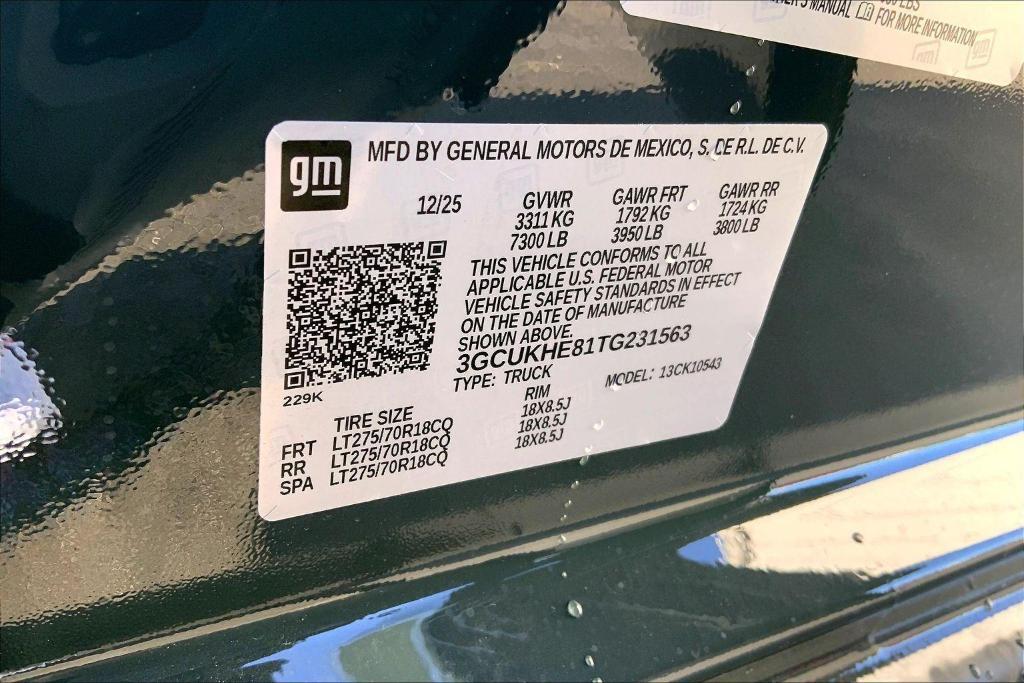 00 LBS
ER'S MANUAL FOR MORE INFORMATION
gm
MFD BY GENERAL MOTORS DE MEXICO, S. DE R.L. DE C.V.
12/25 GVWR GAWR FRT GAWR RR
3311 KG 1792 KG 1724 KG
7300 LB 3950 LB 3800 LB
THIS VEHICLE CONFORMS TO ALL
APPLICABLE U.S. FEDERAL MOTOR
VEHICLE SAFETY STANDARDS IN EFFECT
ON THE DATE OF MANUFACTURE
SHOWN ABOVE.
3GCUKHE81TG231563
TYPE: TRUCK MODEL: 13CK10543
229K
TIRE SIZE RIM
FRT LT275/70R18CQ 18X8.5J
RR LT275/70R18CQ 18X8.5J
SPA LT275/70R18CQ 18X8.5J